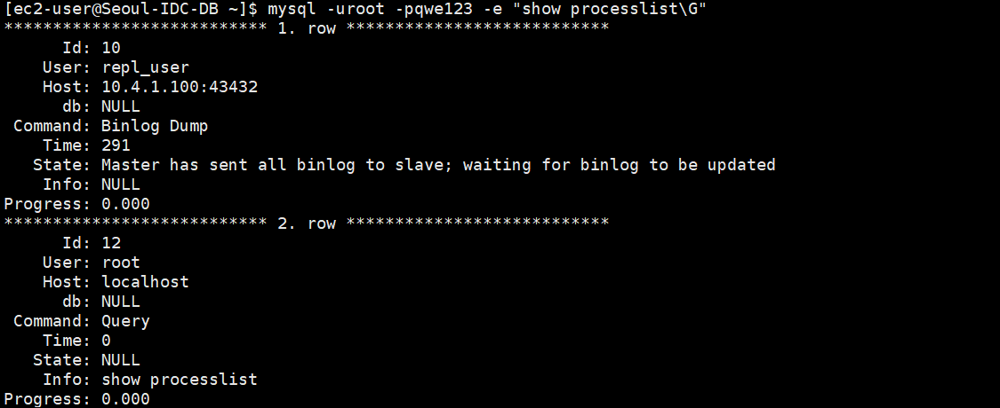 [ec2-user@Seoul-IDC-DB ~]$ mysql -uroot -pqwe123 -e "show processlist\G"
*************************** 1. row ***************************
      Id: 10
    User: repl_user
    Host: 10.4.1.100:43432
      db: NULL
 Command: Binlog Dump
    Time: 291
   State: Master has sent all binlog to slave; waiting for binlog to be updated
    Info: NULL
Progress: 0.000
*************************** 2. row ***************************
      Id: 12
    User: root
    Host: localhost
      db: NULL
 Command: Query
    Time: 0
   State: NULL
    Info: show processlist
Progress: 0.000